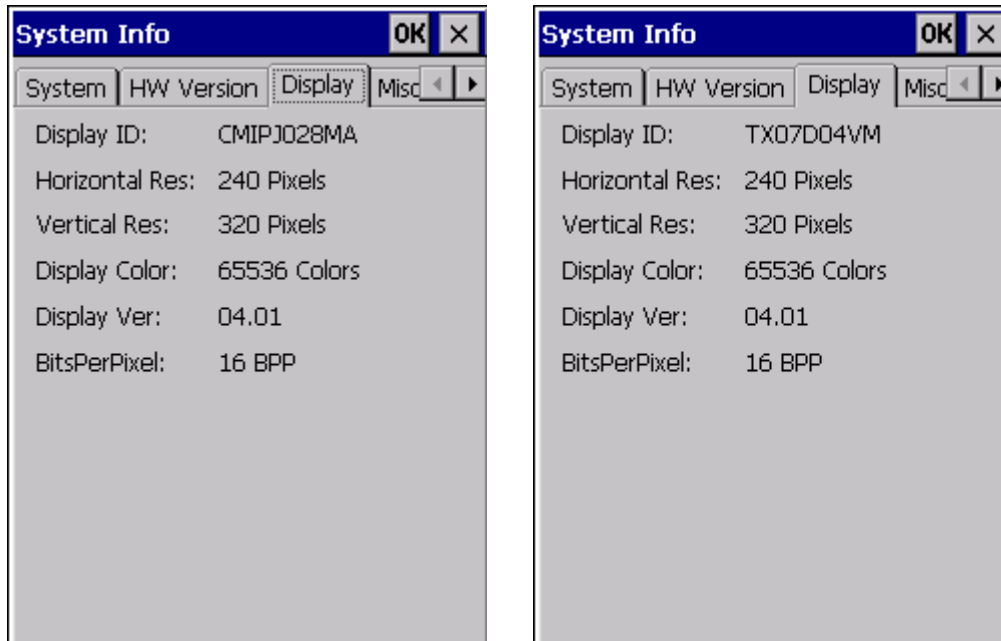 System Info OK ×
System HW Version Display Misc
Display ID: CMIPJ028MA
Horizontal Res: 240 Pixels
Vertical Res: 320 Pixels
Display Color: 65536 Colors
Display Ver: 04.01
BitsPerPixel: 16 BPP
System Info OK ×
System HW Version Display Misc
Display ID: TX07D04VM
Horizontal Res: 240 Pixels
Vertical Res: 320 Pixels
Display Color: 65536 Colors
Display Ver: 04.01
BitsPerPixel: 16 BPP